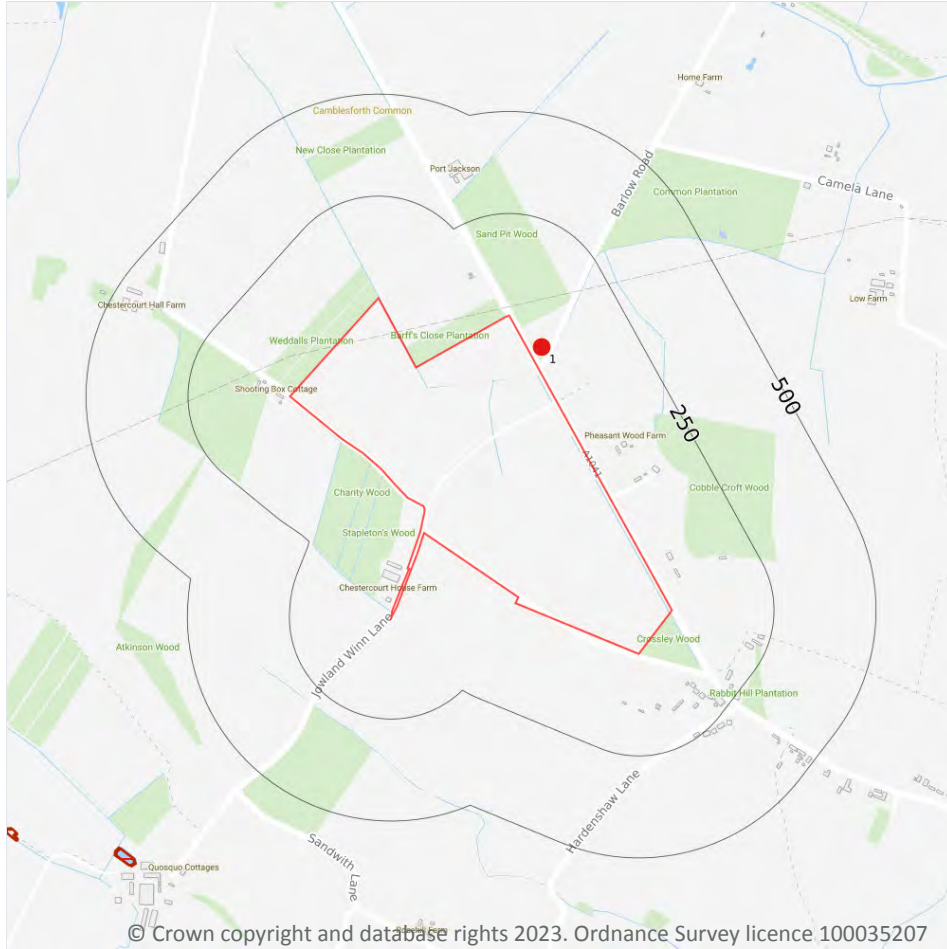 Home Farm
Camblesforth Common
New Close Plantation
Port Jackson
Barlow Road
Common Plantation
Camela Lane
Sand Pit Wood
Chestercourt Hall Farm
Low Farm
Weddalls Plantation
Barff's Close Plantation
1
Shooting Box Cottage
500
250
Pheasant Wood Farm
A1041
Cobble Croft Wood
Charity Wood
Stapleton's Wood
Chestercourt House Farm
Jowland Winn Lane
Crossley Wood
Atkinson Wood
Rabbit Hill Plantation
Hardenshaw Lane
Sandwith Lane
Quosquo Cottages
© Crown copyright and database rights 2023. Ordnance Survey licence 100035207